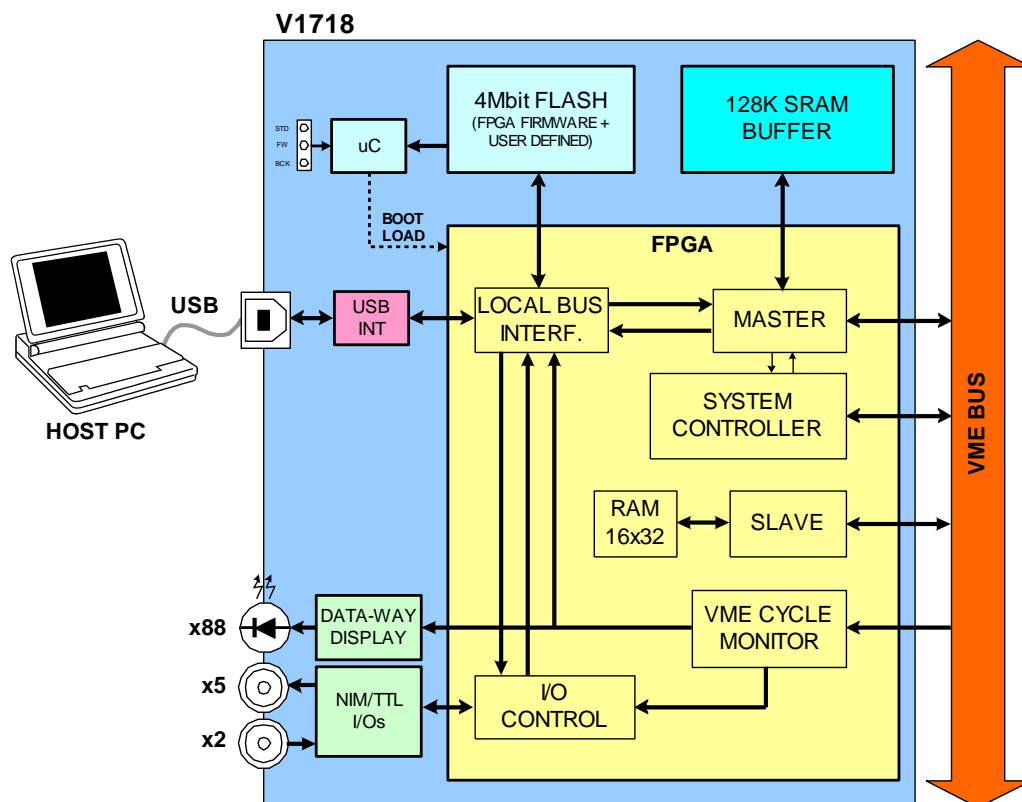 V1718
4Mbit FLASH
(FPGA FIRMWARE +
USER DEFINED)
128K SRAM
BUFFER
STD
FW
BCK
uC
BOOT
LOAD
FPGA
USB
USB
INT
LOCAL BUS
INTERF.
MASTER
SYSTEM
CONTROLLER
HOST PC
VME BUS
RAM
16x32
SLAVE
x88
DATA-WAY
DISPLAY
VME CYCLE
MONITOR
x5
x2
NIM/TTL
I/Os
I/O
CONTROL